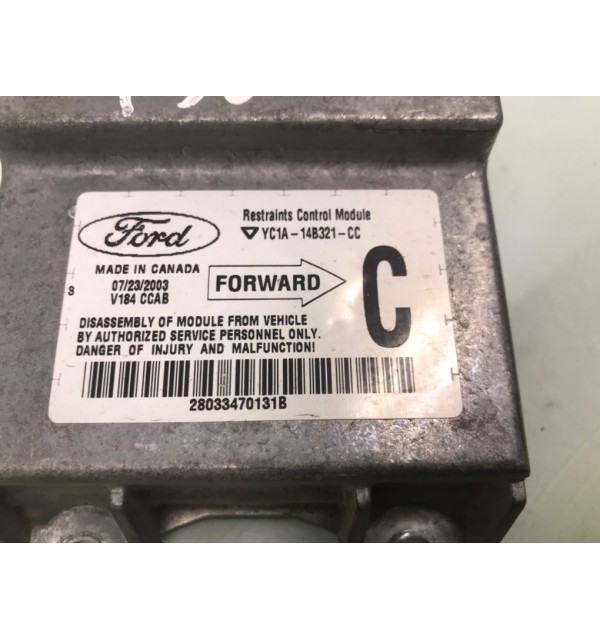 Ford
Restraints Control Module
YC1A-14B321-CC
MADE IN CANADA
07/23/2003
V184 CCAB
8
FORWARD
C
DISASSEMBLY OF MODULE FROM VEHICLE
BY AUTHORIZED SERVICE PERSONNEL ONLY.
DANGER OF INJURY AND MALFUNCTION!
28033470131B